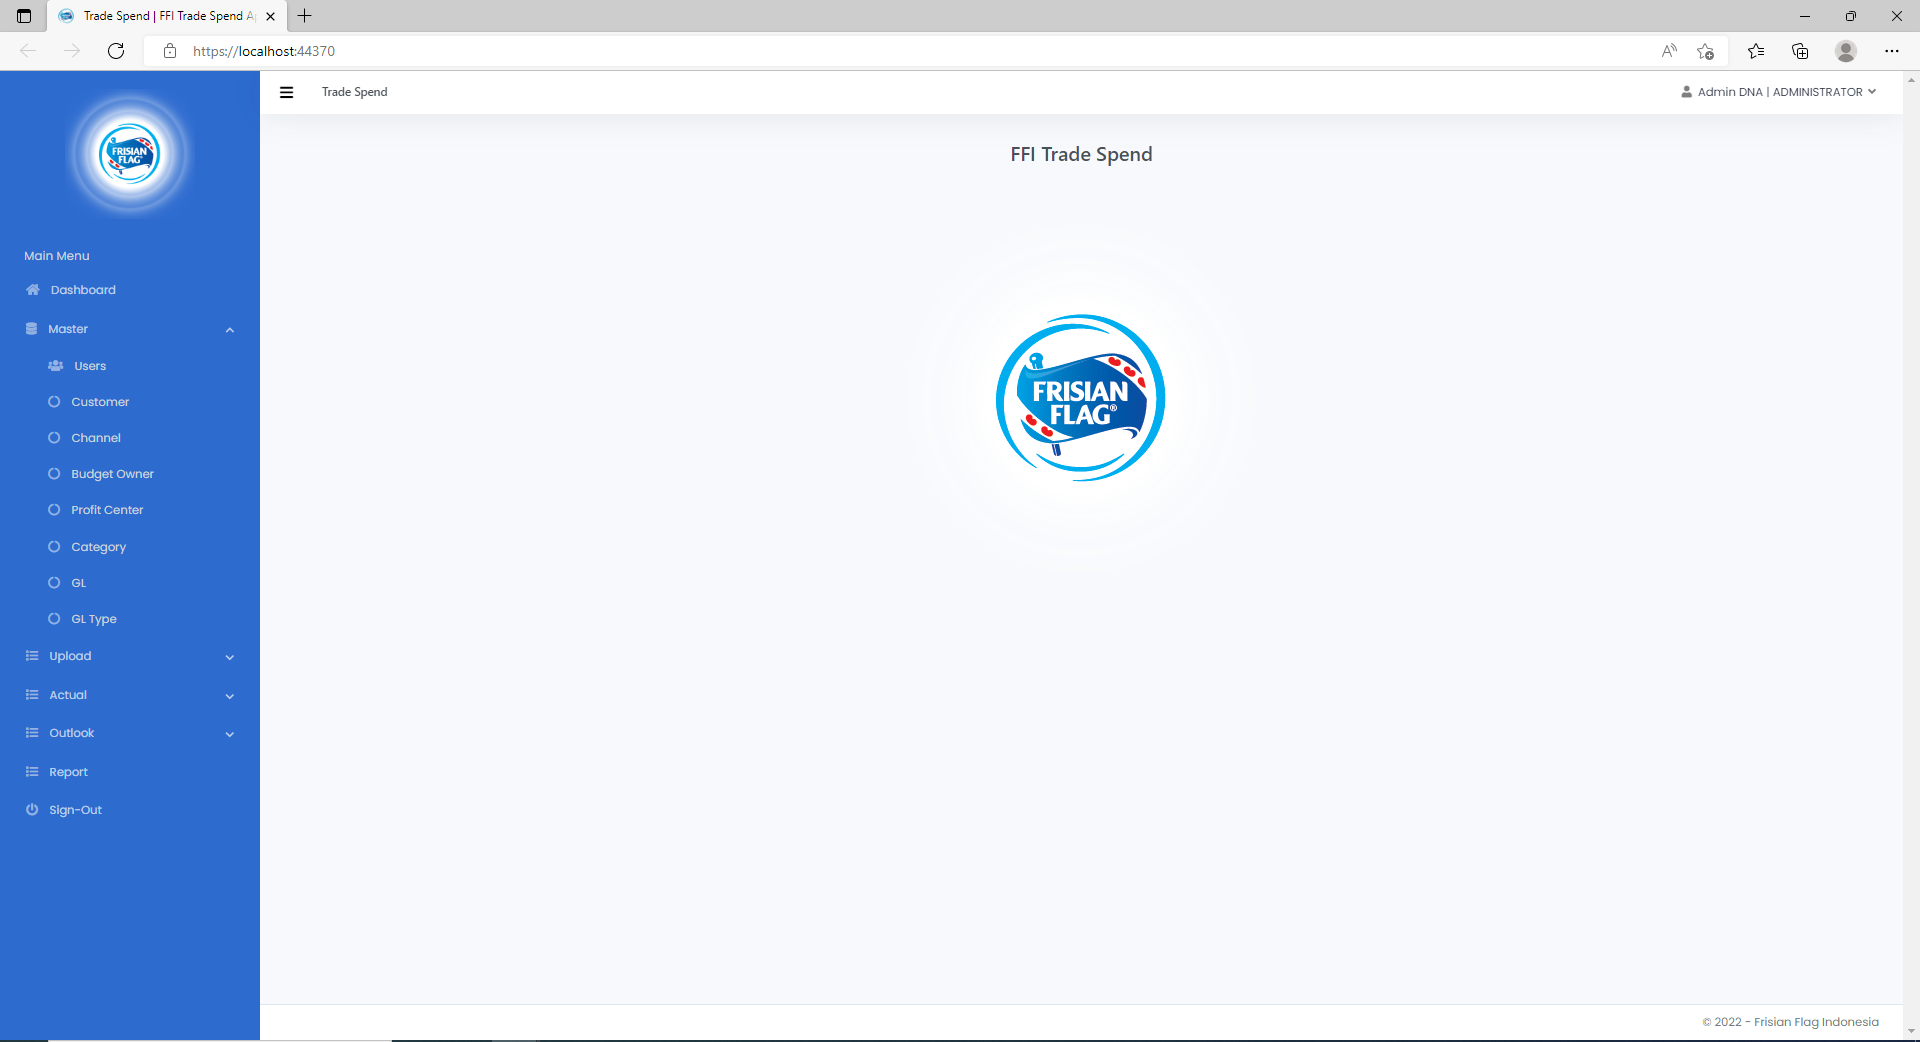 Trade Spend | FFI Trade Spend A
https://localhost:44370
Trade Spend
Admin DNA | ADMINISTRATOR
FRISIAN
FLAG
Main Menu
Dashboard
Master
Users
Customer
Channel
Budget Owner
Profit Center
Category
GL
GL Type
Upload
Actual
Outlook
Report
Sign-Out
FFI Trade Spend
FRISIAN
FLAG®
© 2022 - Frisian Flag Indonesia